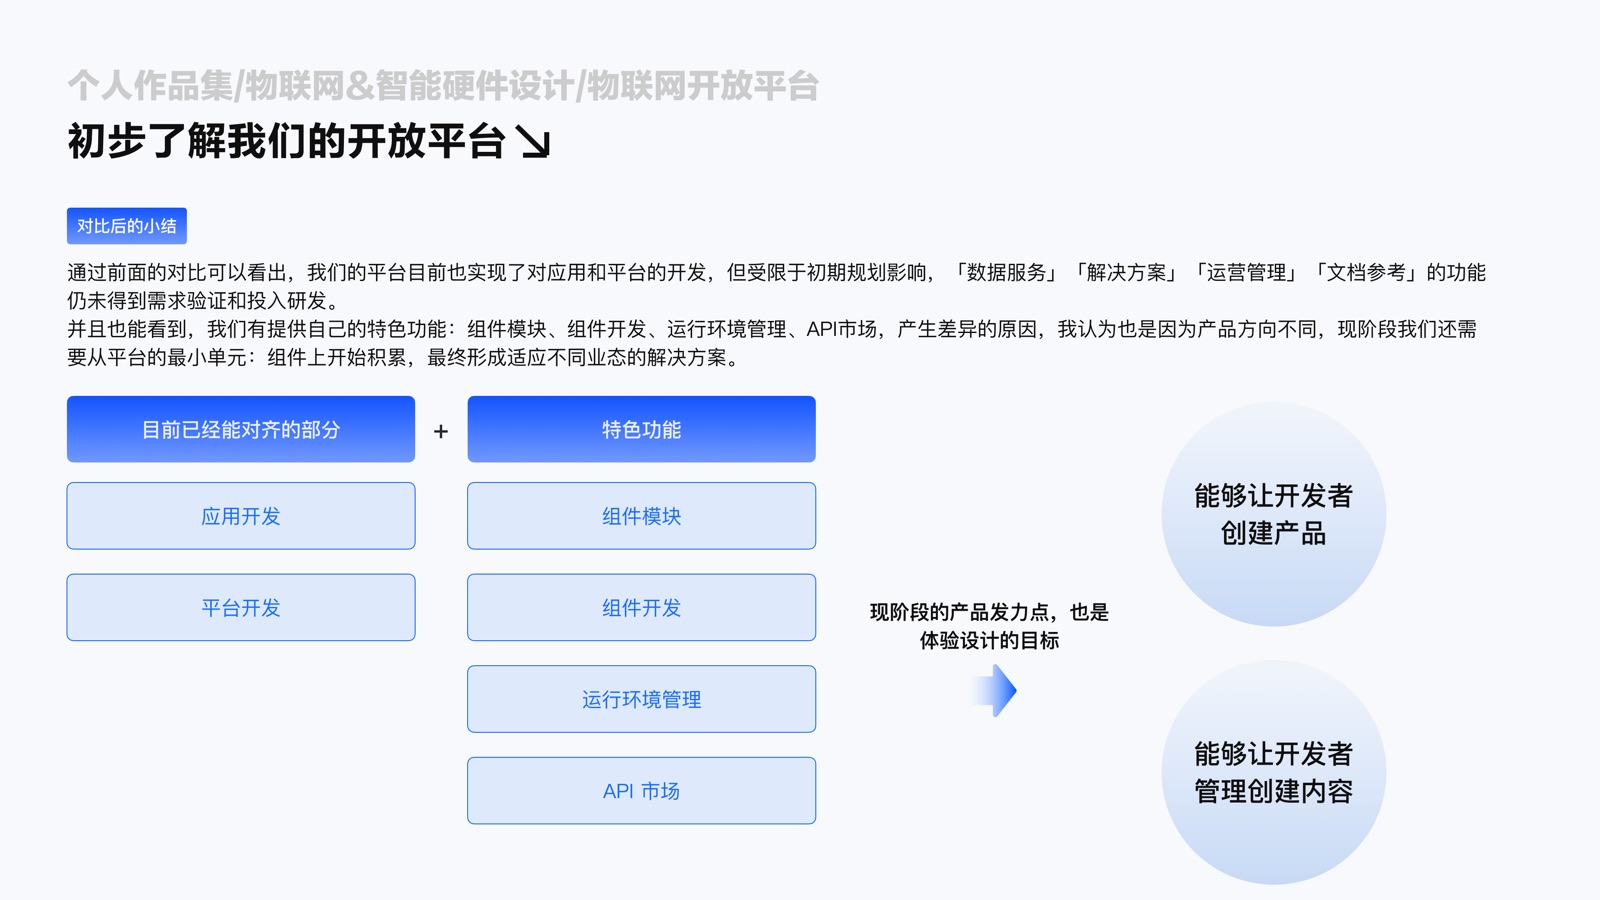 个人作品集/物联网&智能硬件设计/物联网开放平台
初步了解我们的开放平台↘
对比后的小结
通过前面的对比可以看出，我们的平台目前也实现了对应用和平台的开发，但受限于初期规划影响，「数据服务」「解决方案」「运营管理」「文档参考」的功能
仍未得到需求验证和投入研发。
并且也能看到，我们有提供自己的特色功能：组件模块、组件开发、运行环境管理、API市场，产生差异的原因，我认为也是因为产品方向不同，现阶段我们还需
要从平台的最小单元：组件上开始积累，最终形成适应不同业态的解决方案。
目前已经能对齐的部分
+
特色功能
应用开发
组件模块
平台开发
组件开发
运行环境管理
API 市场
现阶段的产品发力点，也是
体验设计的目标
能够让开发者
创建产品
能够让开发者
管理创建内容